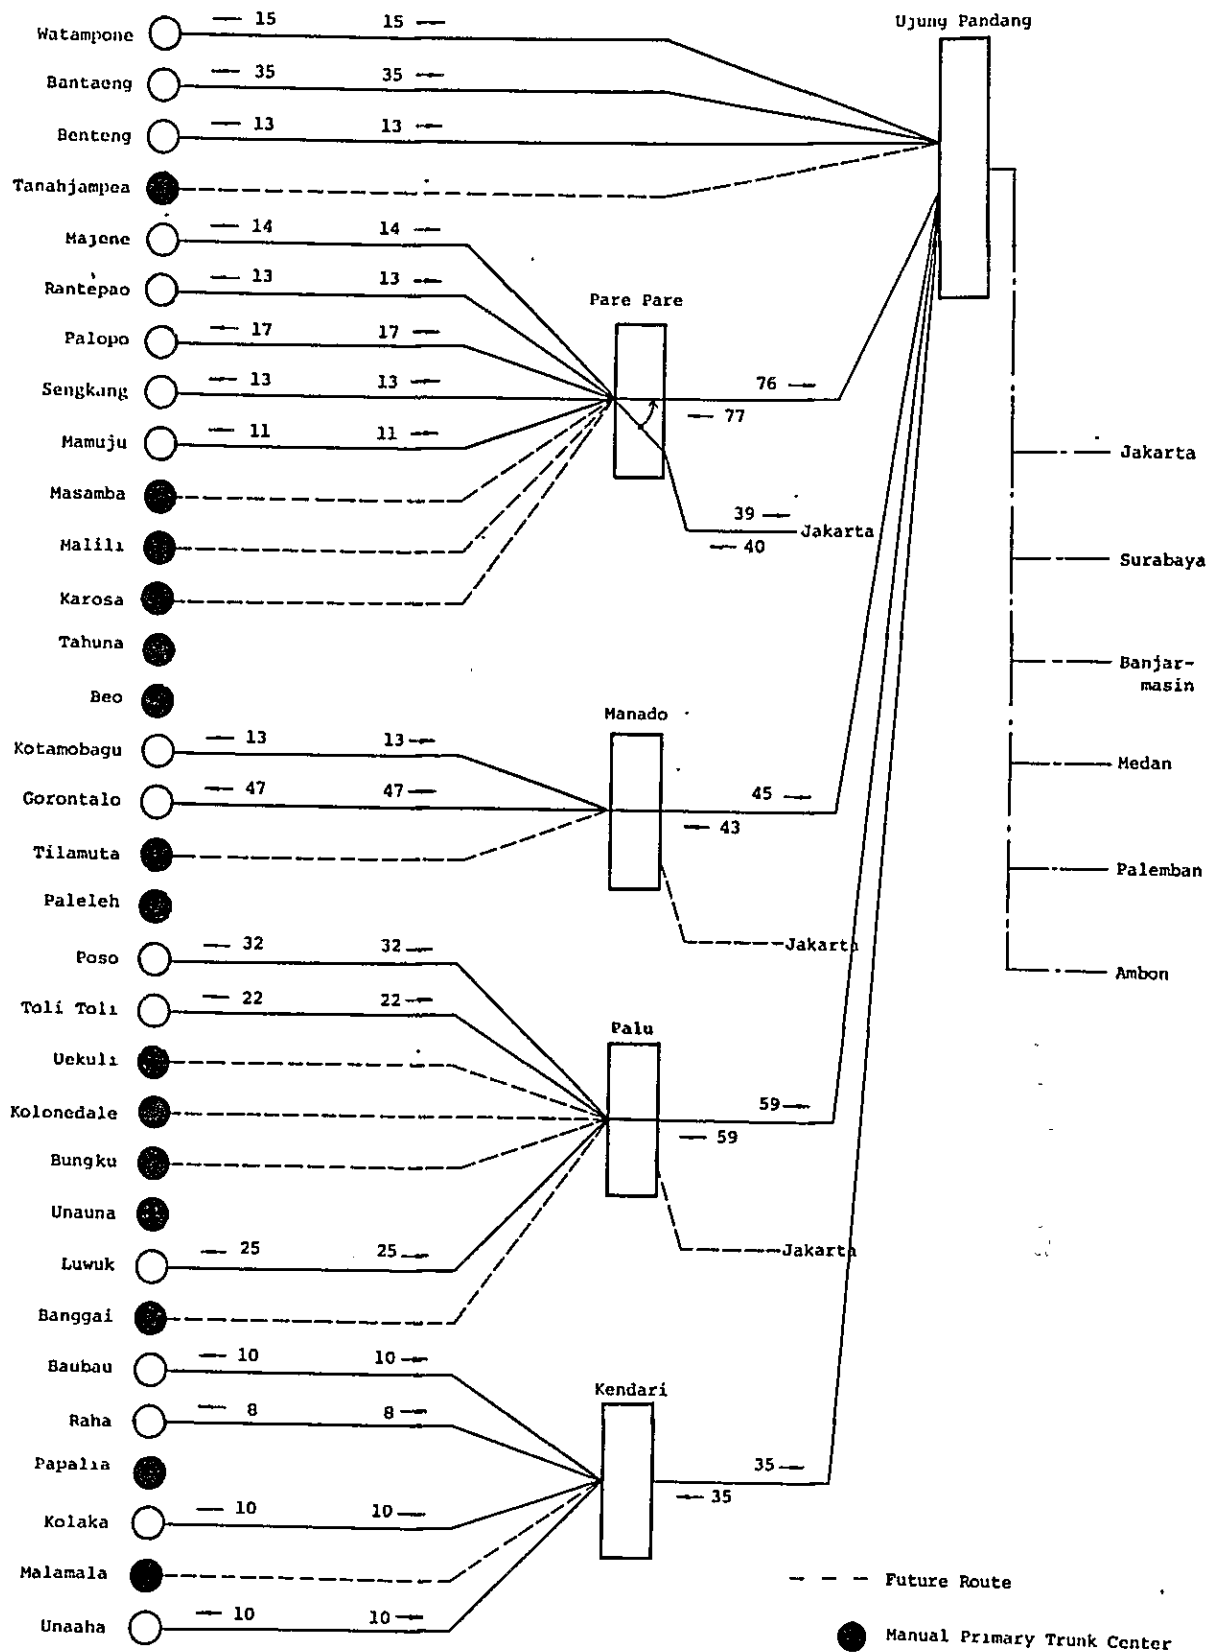 Ujung Pandang
Watampone 15 15
Bantaeng 35 35
Benteng 13 13
Tanahjampea
Majene 14 14
Rantepao 13 13
Pare Pare
Palopo 17 17
Sengkang 13 13
76
77
Mamuju 11 11
Jakarta
Masamba
39 Jakarta
40
Malili
Surabaya
Karosa
Tahuna
Banjar-
masin
Beo
Manado
Kotamobagu 13 13
Medan
Gorontalo 47 47
45
43
Tilamuta
Palemban
Paleleh
Jakarta
Poso 32 32
Ambon
Toli Toli 22 22
Palu
Uekuli
Kolonedale
59
59
Bungku
Unauna
Luwuk 25 25
Jakarta
Banggai
Baubau 10 10
Kendari
Raha 8 8
Papalia
35
35
Kolaka 10 10
Malamala
Future Route
Unaaha 10 10
Manual Primary Trunk Center